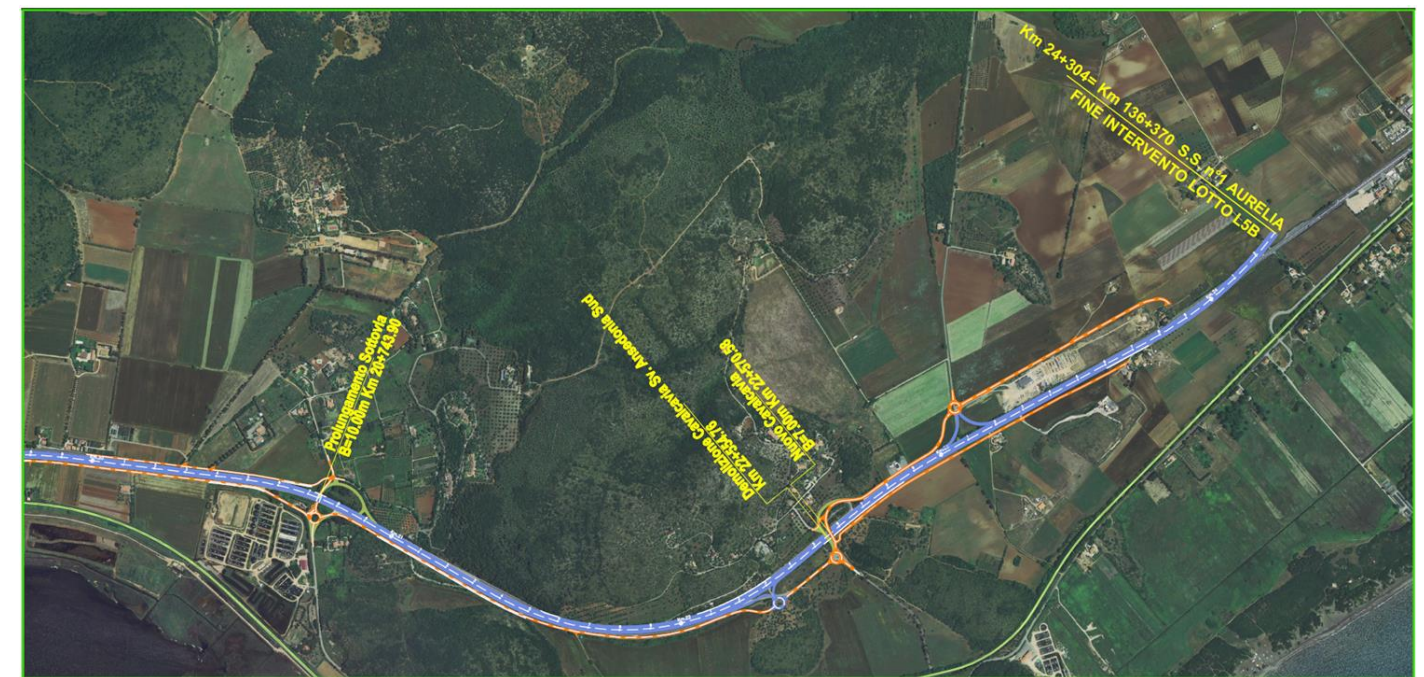 Km 24+304= Km 136+370 S.S. n°1 AURELIA
FINE INTERVENTO LOTTO L5B
Prolungamento Sottovia
B=10.00m Km 20+743.90
Demolizione Cavalcavia Sv. Ansedonia Sud
Km 22+554.76
Nuovo Cavalcavia
B=7.00m Km 22+570.58